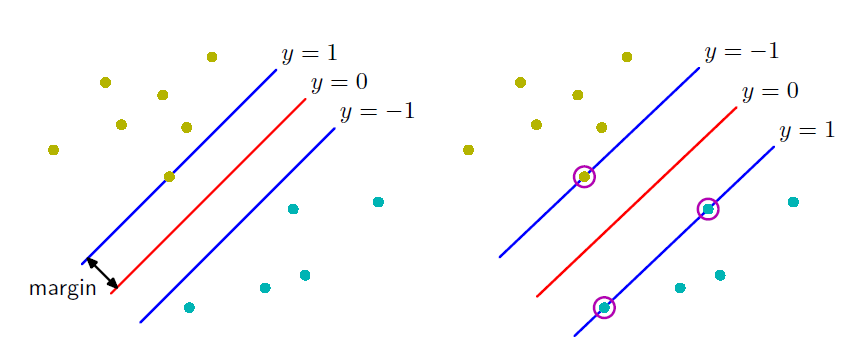 y = 1
y = 0
y = −1
margin
y = −1
y = 0
y = 1